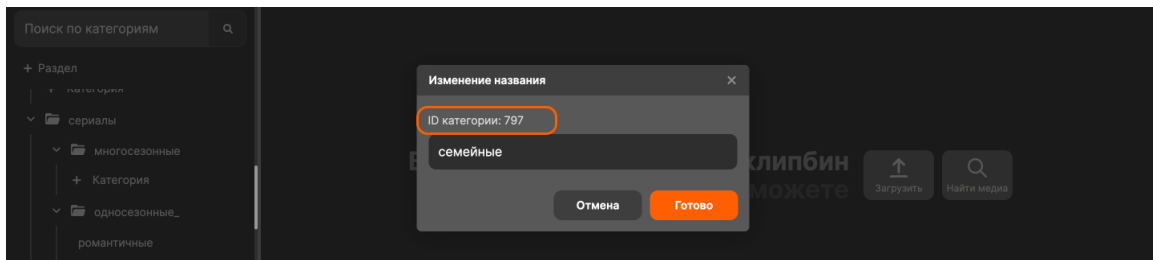 Поиск по категориям
+ Раздел
+ Категория
сериалы
многосезонные
+ Категория
односезонные_
романтичные
Изменение названия
ID категории: 797
семейные
Отмена
Готово
клипбин
можете
Загрузить
Найти медиа